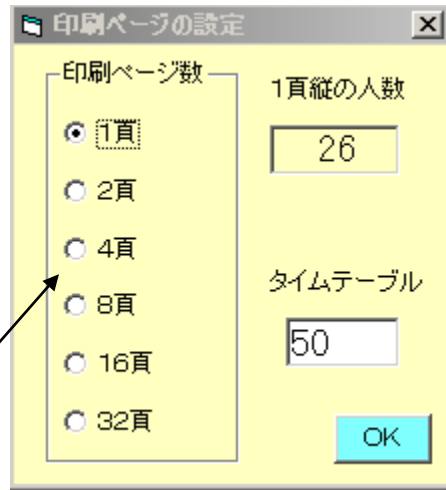 印刷ページの設定
印刷ページ数
1頁
2頁
4頁
8頁
16頁
32頁
1頁縦の人数
26
タイムテーブル
50
OK